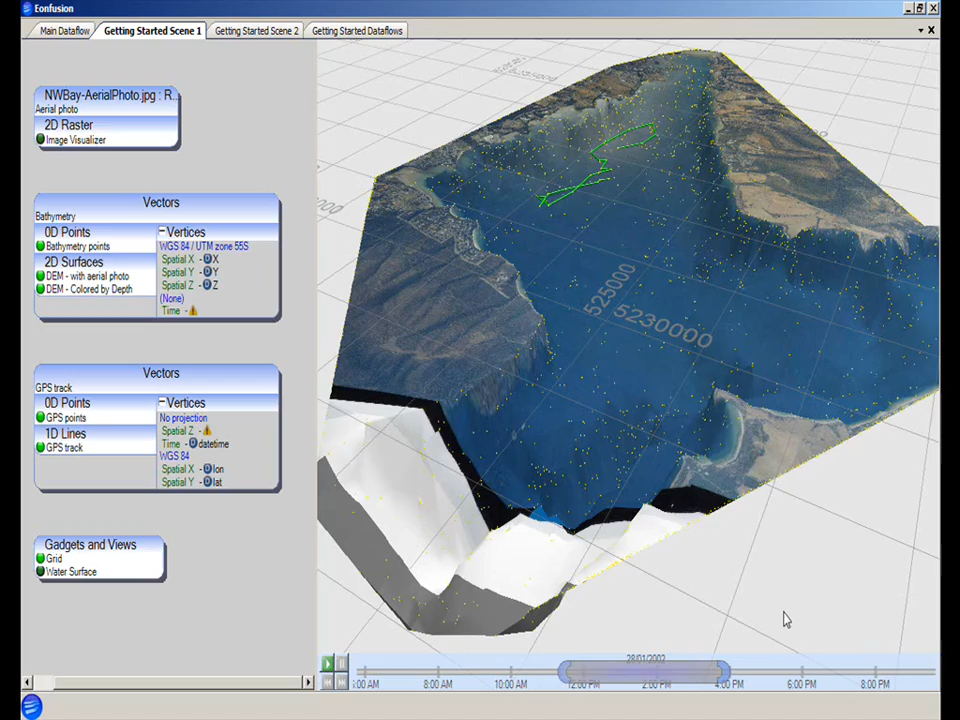 Eonfusion
Main Dataflow
Getting Started Scene 1
Getting Started Scene 2
Getting Started Dataflows
NWBay-AerialPhoto.jpg : R...
Aerial photo
2D Raster
Image Visualizer
Vectors
Bathymetry
0D Points
Bathymetry points
2D Surfaces
DEM - with aerial photo
DEM - Colored by Depth
Vertices
WGS 84 / UTM zone 55S
Spatial X - X
Spatial Y - Y
Spatial Z - Z
(None)
Time -
Vectors
GPS track
0D Points
GPS points
1D Lines
GPS track
Vertices
No projection
Spatial Z -
Time - datetime
WGS 84
Spatial X - lon
Spatial Y - lat
Gadgets and Views
Grid
Water Surface
525000
5230000
28/01/2002
8:00 AM
10:00 AM
12:00 PM
2:00 PM
4:00 PM
6:00 PM
8:00 PM